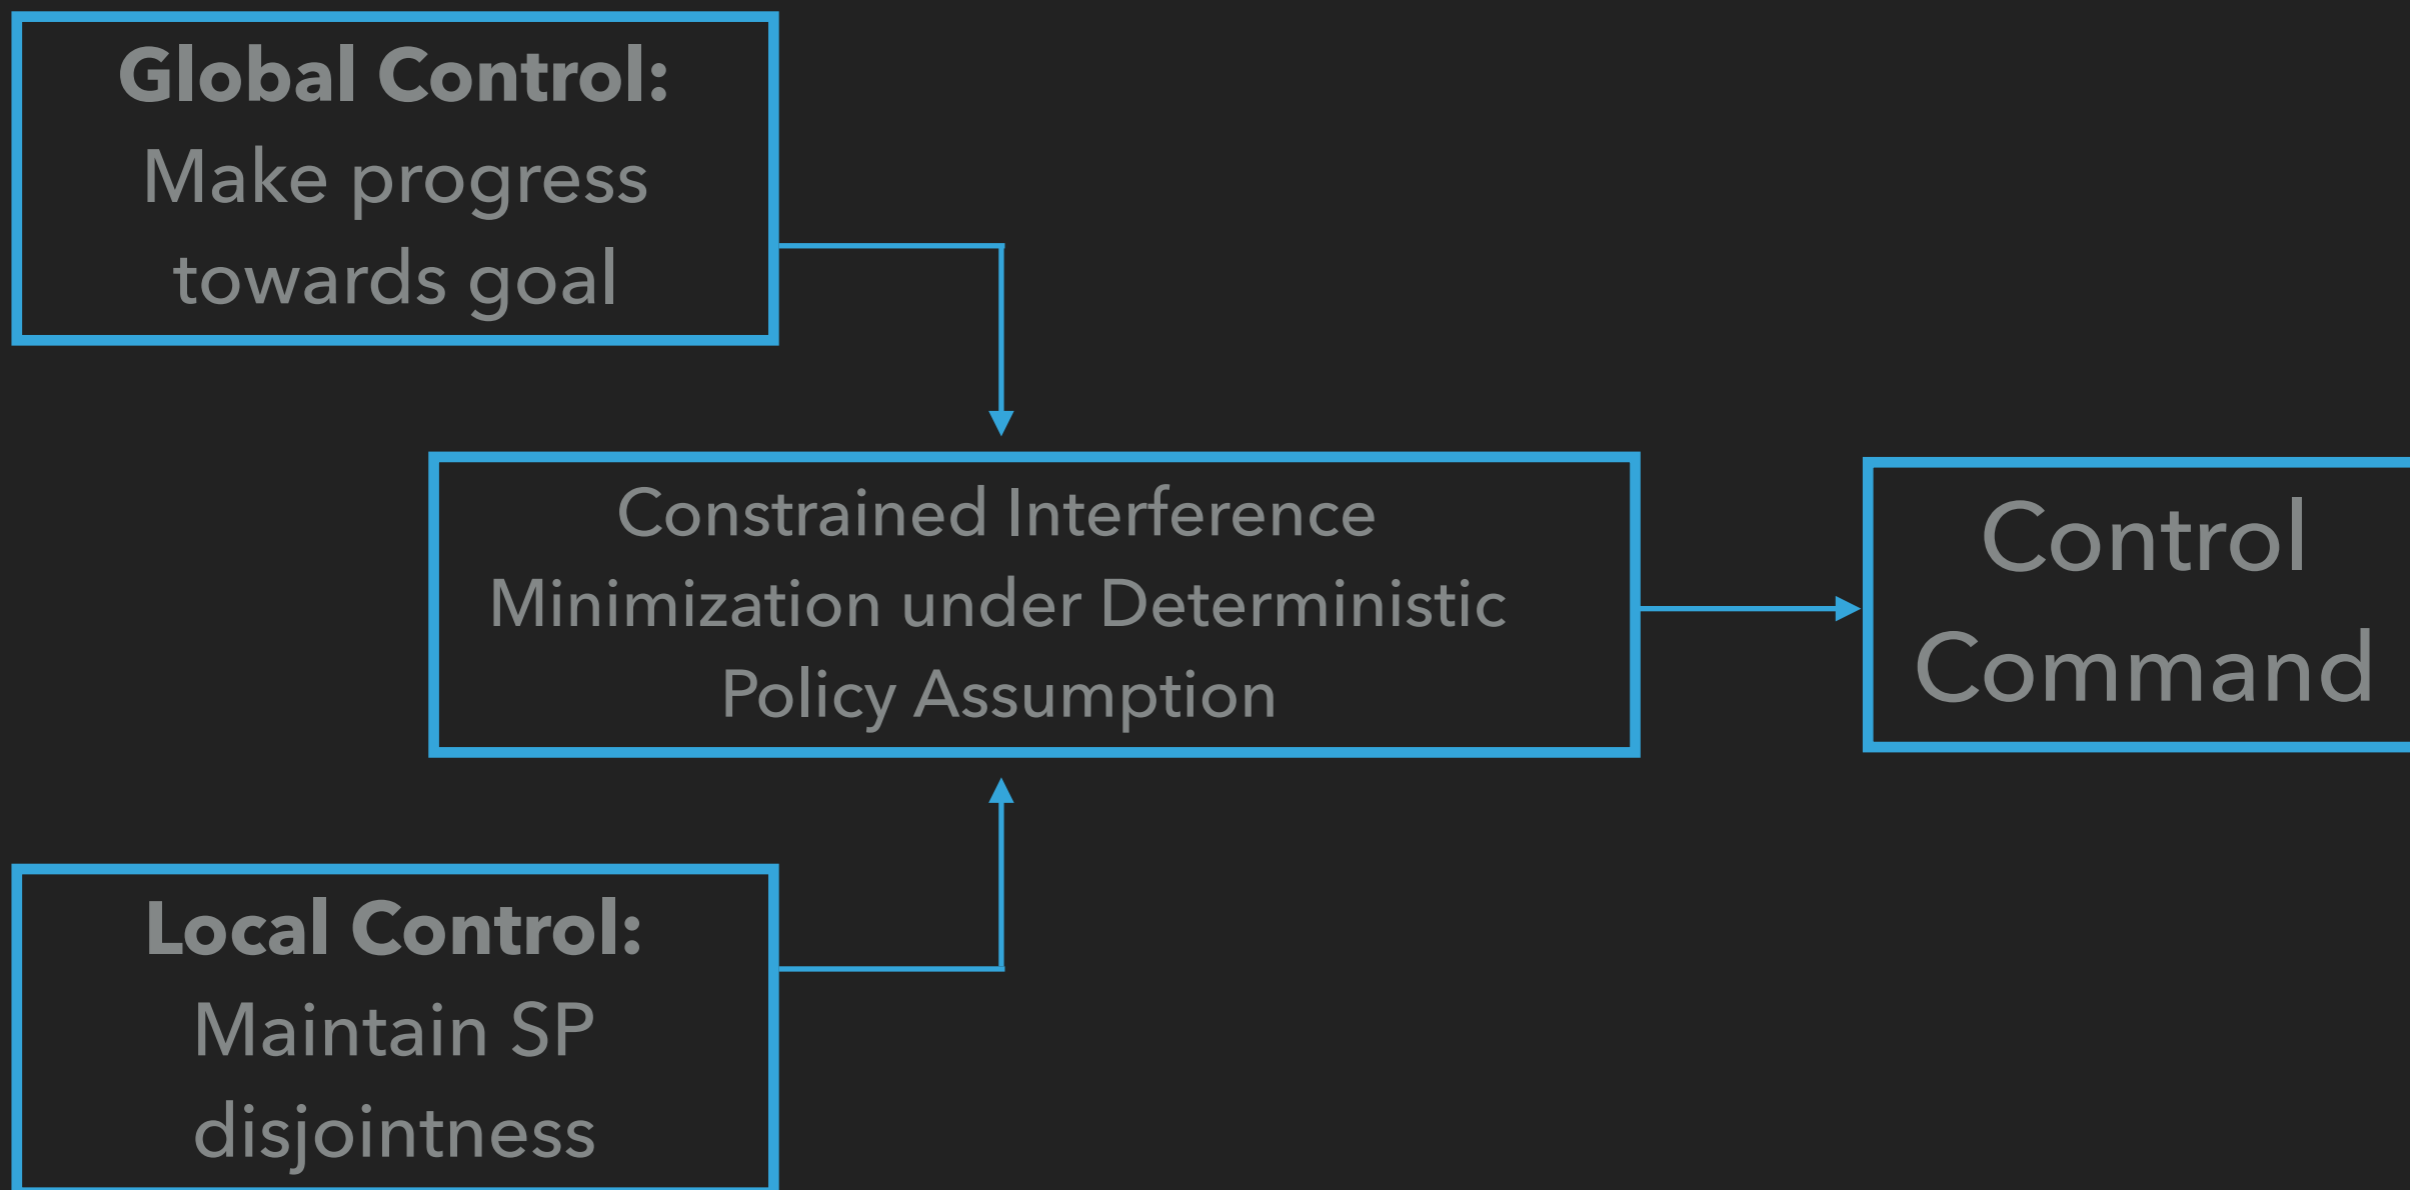 Global Control:
Make progress
towards goal
Constrained Interference
Minimization under Deterministic
Policy Assumption
Control
Command
Local Control:
Maintain SP
disjointness